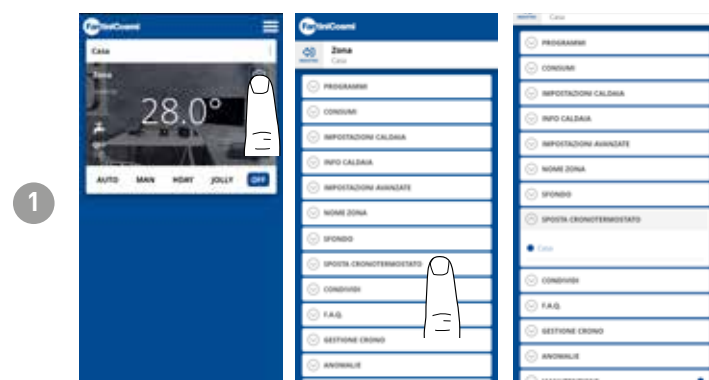 1
FantiniCosmi
Casa
Zona
28.0°
AUTO MAN HDAY JOLLY OFF
FantiniCosmi
Zona
Casa
PROGRAMMI
CONSUMI
IMPOSTAZIONI CALDAIA
INFO CALDAIA
IMPOSTAZIONI AVANZATE
NOME ZONA
SFONDO
SPOSTA CRONOTERMOSTATO
CONDIVIDI
F.A.Q.
GESTIONE CRONO
ANOMALIE
Casa
PROGRAMMI
CONSUMI
IMPOSTAZIONI CALDAIA
INFO CALDAIA
IMPOSTAZIONI AVANZATE
NOME ZONA
SFONDO
SPOSTA CRONOTERMOSTATO
Casa
CONDIVIDI
F.A.Q.
GESTIONE CRONO
ANOMALIE